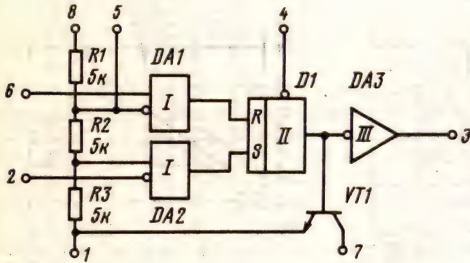 8 5 4
R1 5к DA1 D1 DA3
6 I R
R2 5к S II III 3
2 I
R3 5к DA2 VT1
1 7